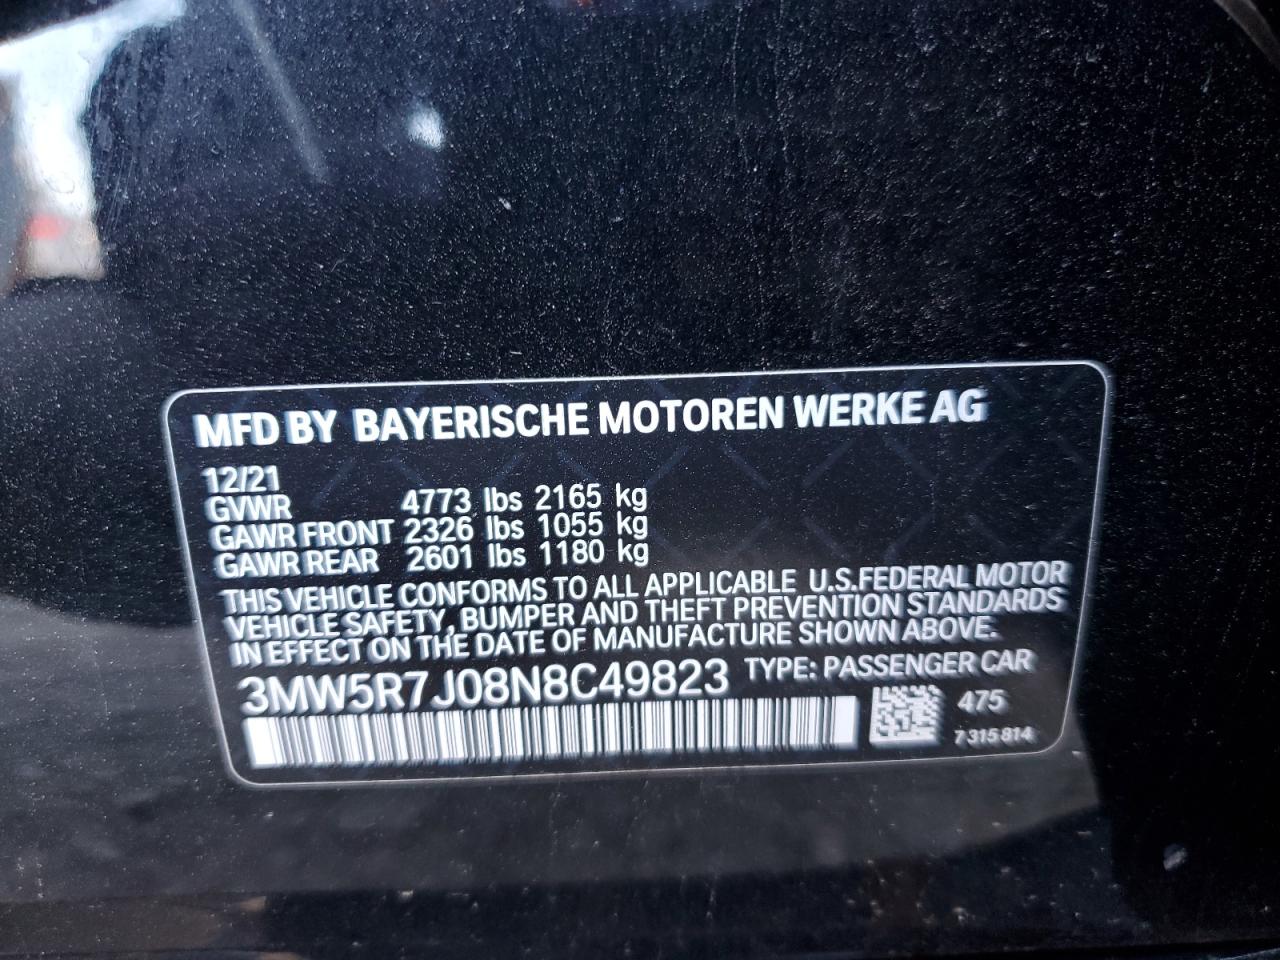 MFD BY BAYERISCHE MOTOREN WERKE AG
12/21
GVWR 4773 lbs 2165 kg
GAWR FRONT 2326 lbs 1055 kg
GAWR REAR 2601 lbs 1180 kg
THIS VEHICLE CONFORMS TO ALL APPLICABLE U.S.FEDERAL MOTOR
VEHICLE SAFETY, BUMPER AND THEFT PREVENTION STANDARDS
IN EFFECT ON THE DATE OF MANUFACTURE SHOWN ABOVE.
3MW5R7J08N8C49823 TYPE: PASSENGER CAR
475
7 315 814